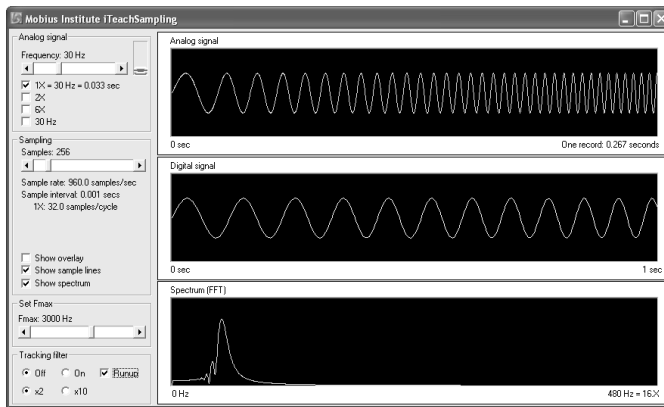 Mobius Institute iTeachSampling
Analog signal
Frequency: 30 Hz
1X = 30 Hz = 0.033 sec
2X
6X
30 Hz
Sampling
Samples: 256
Sample rate: 960.0 samples/sec
Sample interval: 0.001 secs
1X: 32.0 samples/cycle
Show overlay
Show sample lines
Show spectrum
Set Fmax
Fmax: 3000 Hz
Tracking filter
Off On Runup
x2 x10
Analog signal
0 sec One record: 0.267 seconds
Digital signal
0 sec 1 sec
Spectrum (FFT)
0 Hz 480 Hz = 16.X